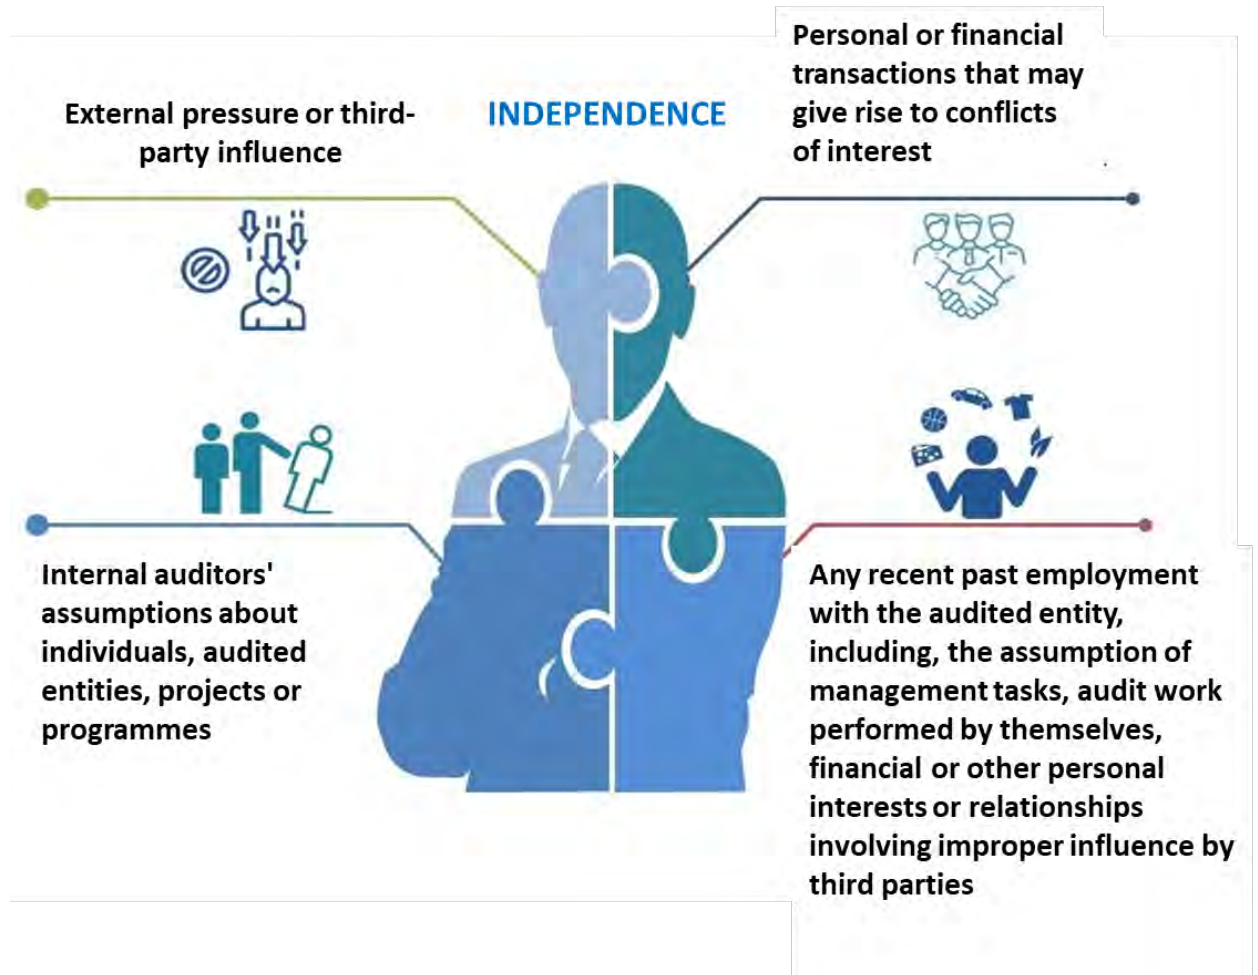 External pressure or third-
party influence
INDEPENDENCE
Personal or financial
transactions that may
give rise to conflicts
of interest
Internal auditors'
assumptions about
individuals, audited
entities, projects or
programmes
Any recent past employment
with the audited entity,
including, the assumption of
management tasks, audit work
performed by themselves,
financial or other personal
interests or relationships
involving improper influence by
third parties